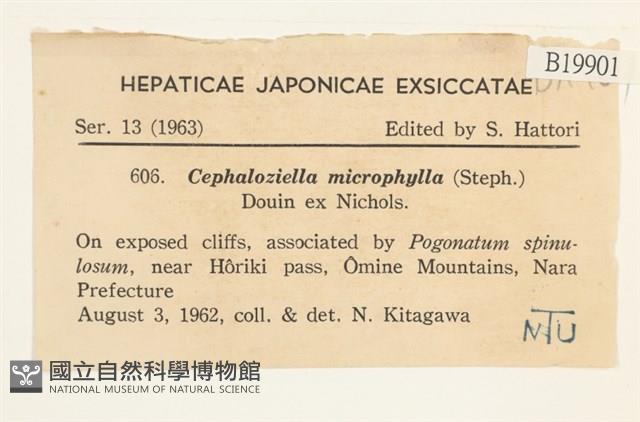 B19901
HEPATICAE JAPONICAE EXSICCATAE
Ser. 13 (1963) Edited by S. Hattori
606. Cephaloziella microphylla (Steph.)
Douin ex Nichols.
On exposed cliffs, associated by Pogonatum spinu-
losum, near Hôriki pass, Ômine Mountains, Nara
Prefecture
August 3, 1962, coll. & det. N. Kitagawa
NTU
國立自然科學博物館
NATIONAL MUSEUM OF NATURAL SCIENCE